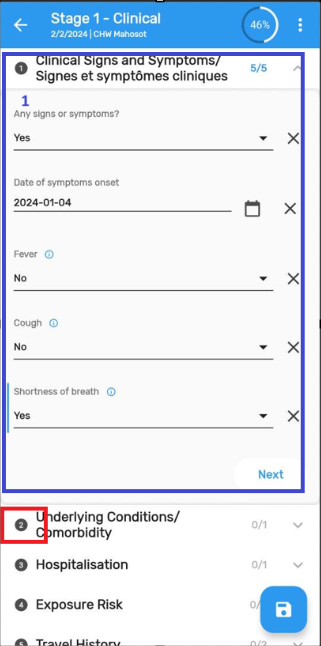 Stage 1 - Clinical
2/2/2024 | CHW Mahosot
46%
1 Clinical Signs and Symptoms/ 5/5
Signes et symptômes cliniques
1
Any signs or symptoms?
Yes
Date of symptoms onset
2024-01-04
Fever
No
Cough
No
Shortness of breath
Yes
Next
2 Underlying Conditions/ 0/1
Comorbidity
3 Hospitalisation 0/1
4 Exposure Risk 0/
5 Travel History 0/2